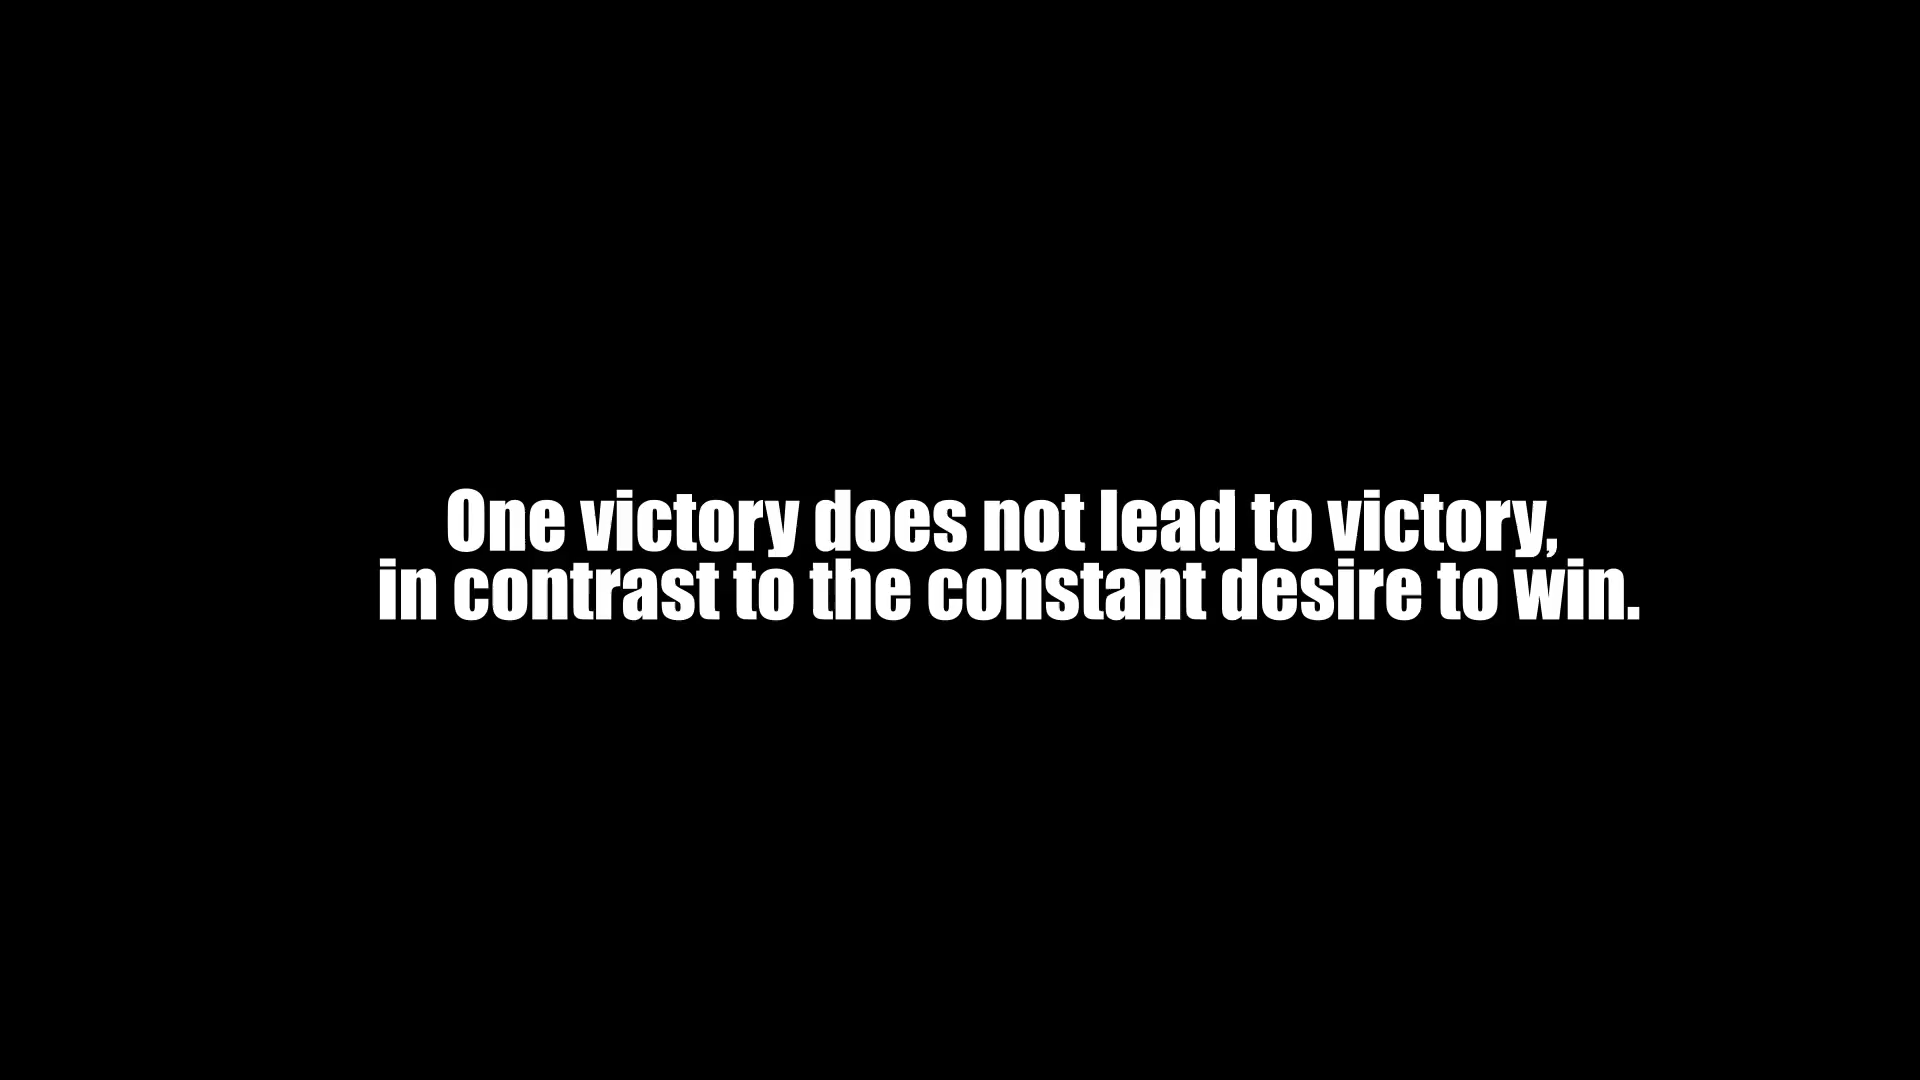 One victory does not lead to victory,
in contrast to the constant desire to win.